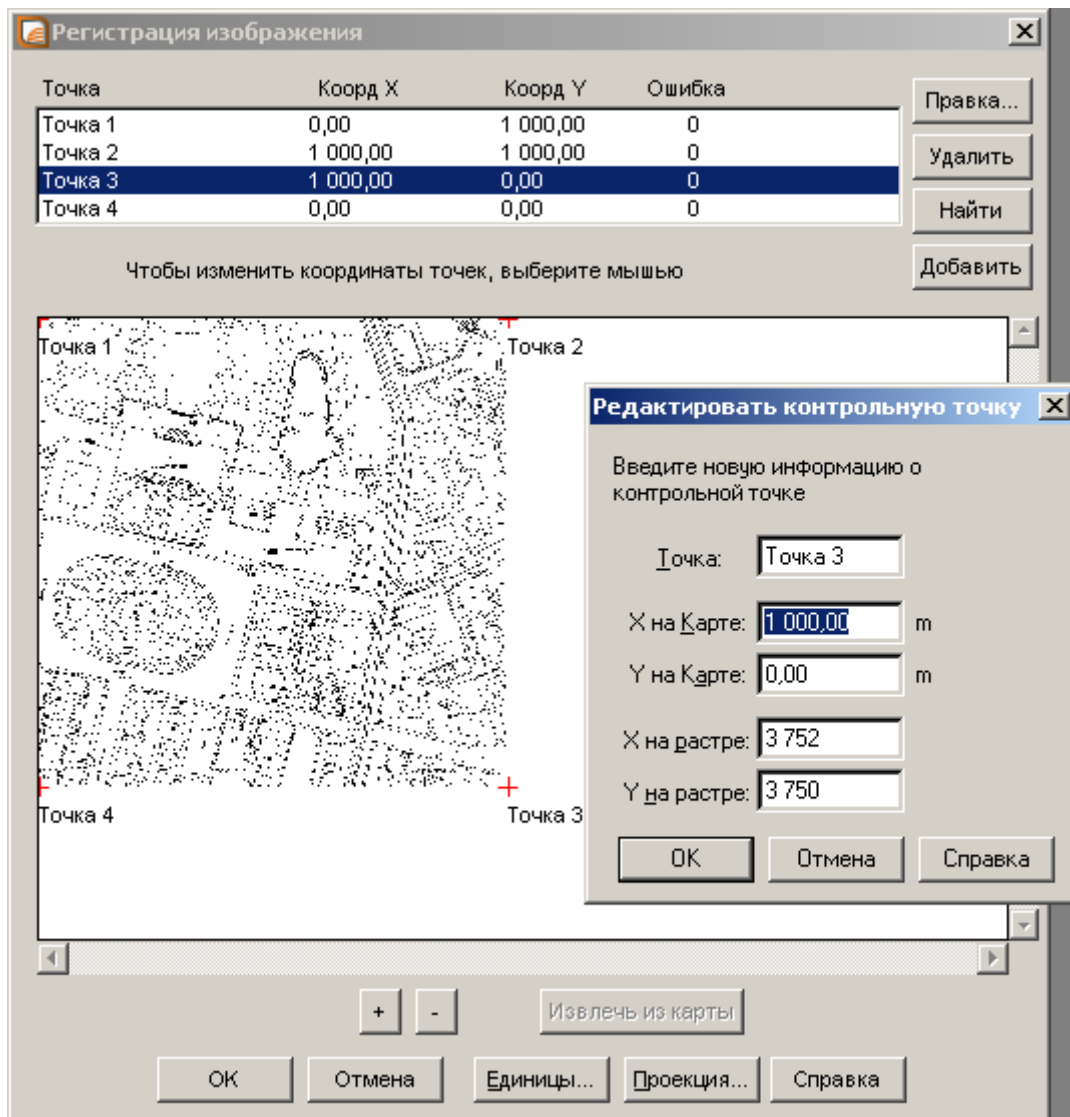 Регистрация изображения
Точка Коорд X Коорд Y Ошибка
Точка 1 0,00 1 000,00 0
Точка 2 1 000,00 1 000,00 0
Точка 3 1 000,00 0,00 0
Точка 4 0,00 0,00 0
Правка...
Удалить
Найти
Добавить
Чтобы изменить координаты точек, выберите мышью
Точка 1
Точка 2
Точка 4
Точка 3
Редактировать контрольную точку
Введите новую информацию о
контрольной точке
Точка: Точка 3
X на Карте: 1 000,00 m
Y на Карте: 0,00 m
X на растре: 3 752
Y на растре: 3 750
OK Отмена Справка
+ - Извлечь из карты
OK Отмена Единицы... Проекция... Справка